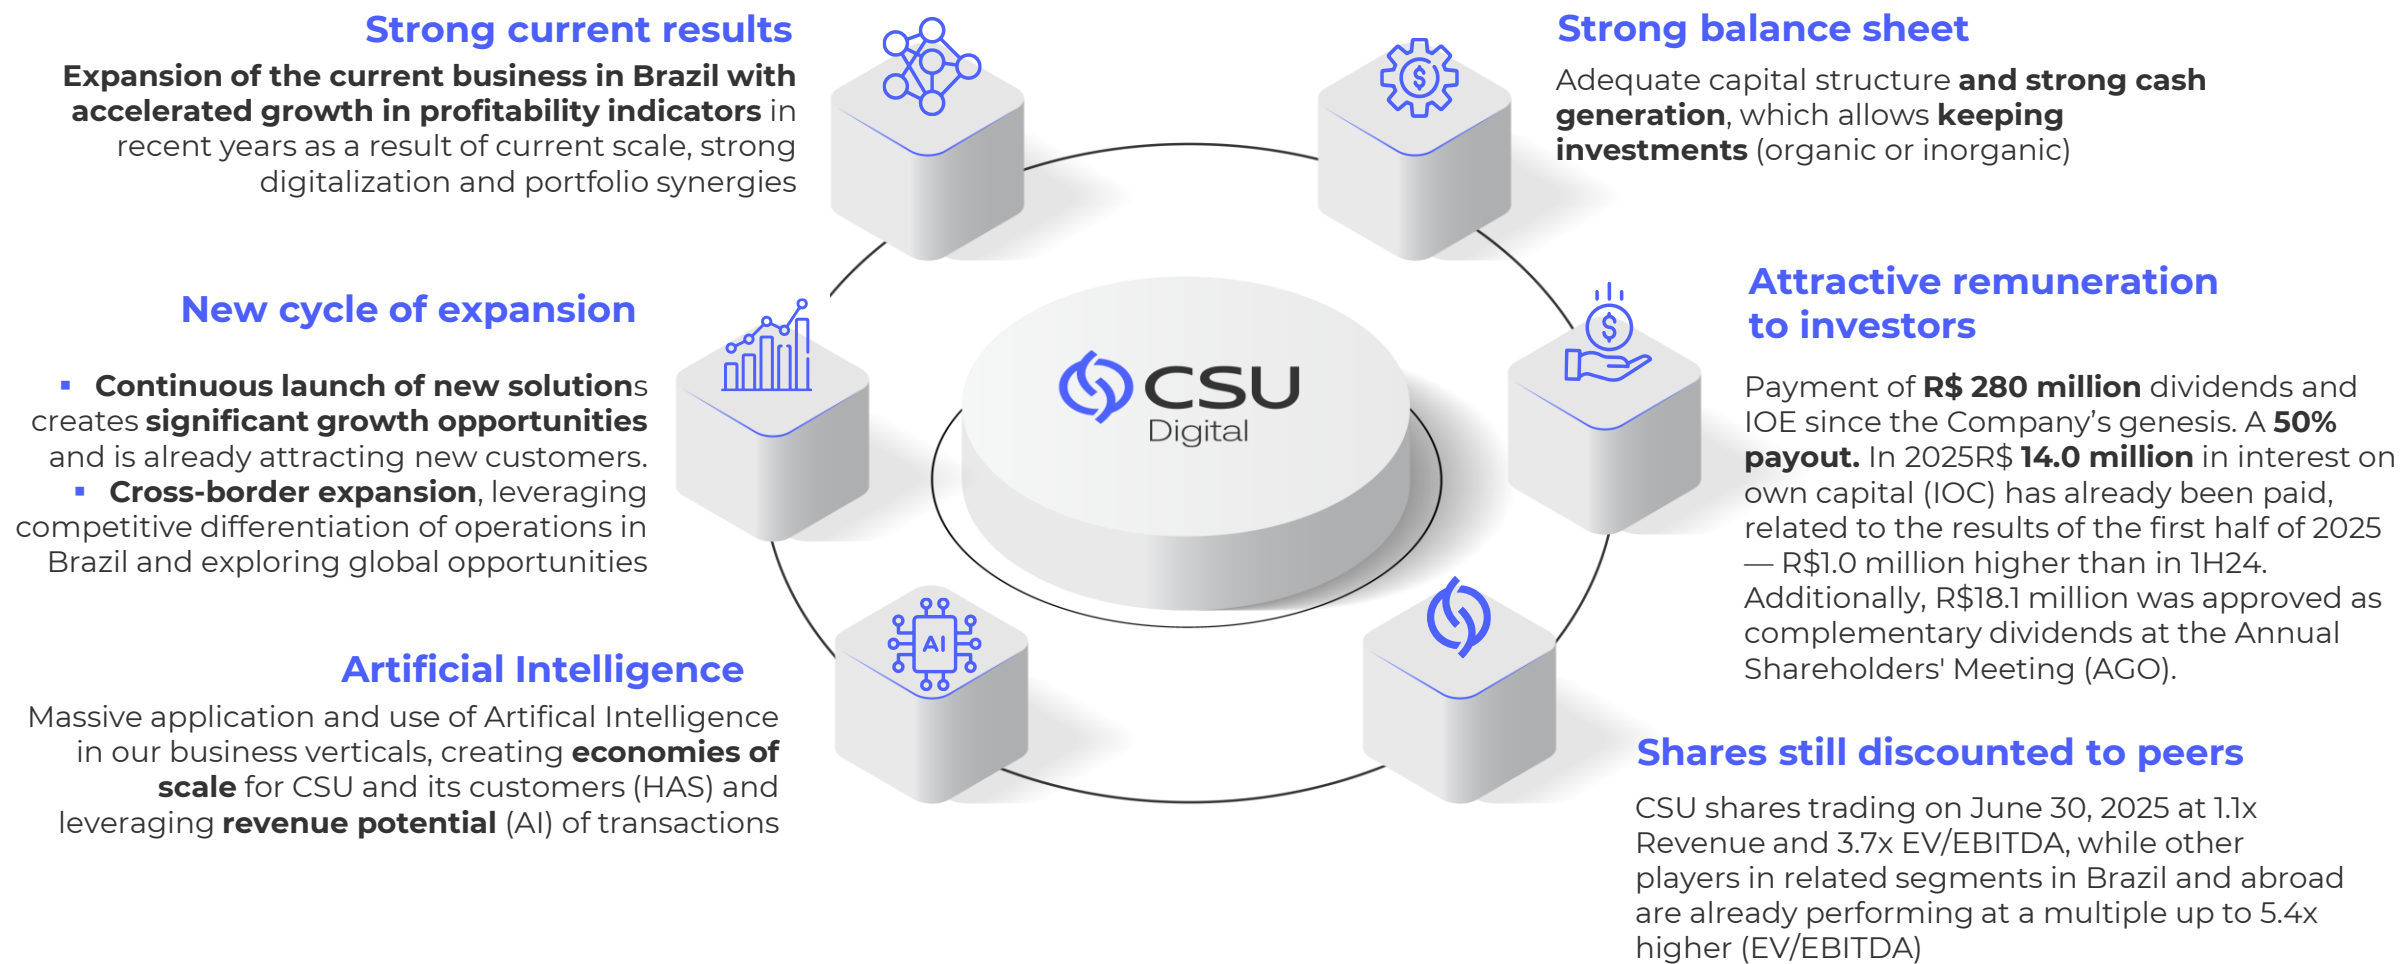 Strong current results
Expansion of the current business in Brazil with
accelerated growth in profitability indicators in
recent years as a result of current scale, strong
digitalization and portfolio synergies
Strong balance sheet
Adequate capital structure and strong cash
generation, which allows keeping
investments (organic or inorganic)
New cycle of expansion
▪ Continuous launch of new solutions
creates significant growth opportunities
and is already attracting new customers.
▪ Cross-border expansion, leveraging
competitive differentiation of operations in
Brazil and exploring global opportunities
CSU
Digital
Attractive remuneration
to investors
Payment of R$ 280 million dividends and
IOE since the Company’s genesis. A 50%
payout. In 2025R$ 14.0 million in interest on
own capital (IOC) has already been paid,
related to the results of the first half of 2025
— R$1.0 million higher than in 1H24.
Additionally, R$18.1 million was approved as
complementary dividends at the Annual
Shareholders' Meeting (AGO).
AI
Artificial Intelligence
Massive application and use of Artifical Intelligence
in our business verticals, creating economies of
scale for CSU and its customers (HAS) and
leveraging revenue potential (AI) of transactions
Shares still discounted to peers
CSU shares trading on June 30, 2025 at 1.1x
Revenue and 3.7x EV/EBITDA, while other
players in related segments in Brazil and abroad
are already performing at a multiple up to 5.4x
higher (EV/EBITDA)